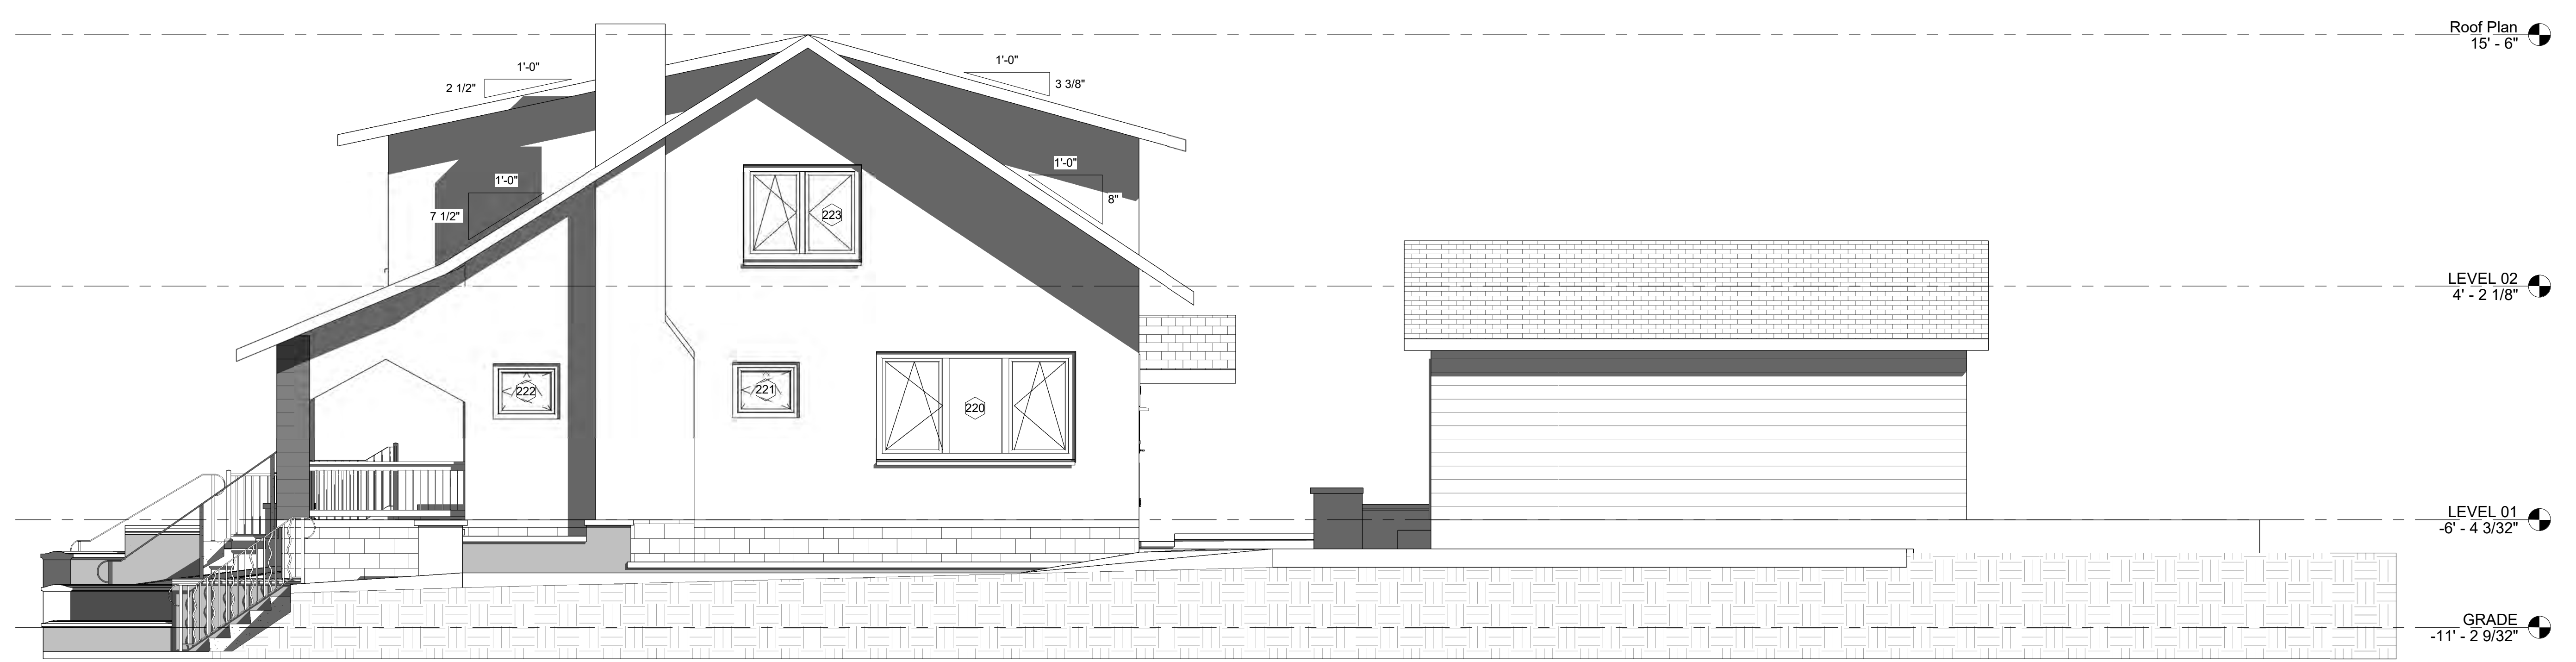 Roof Plan
15' - 6"
1'-0"
2 1/2"
1'-0"
3 3/8"
1'-0"
7 1/2"
1'-0"
8"
223
LEVEL 02
4' - 2 1/8"
222
221
220
LEVEL 01
-6' - 4 3/32"
GRADE
-11' - 2 9/32"